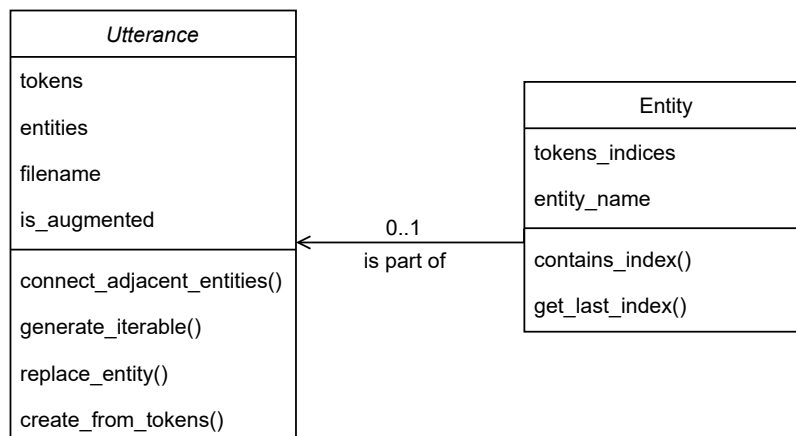 Utterance
tokens
entities
filename
is_augmented
connect_adjacent_entities()
generate_iterable()
replace_entity()
create_from_tokens()
0..1
is part of
Entity
tokens_indices
entity_name
contains_index()
get_last_index()